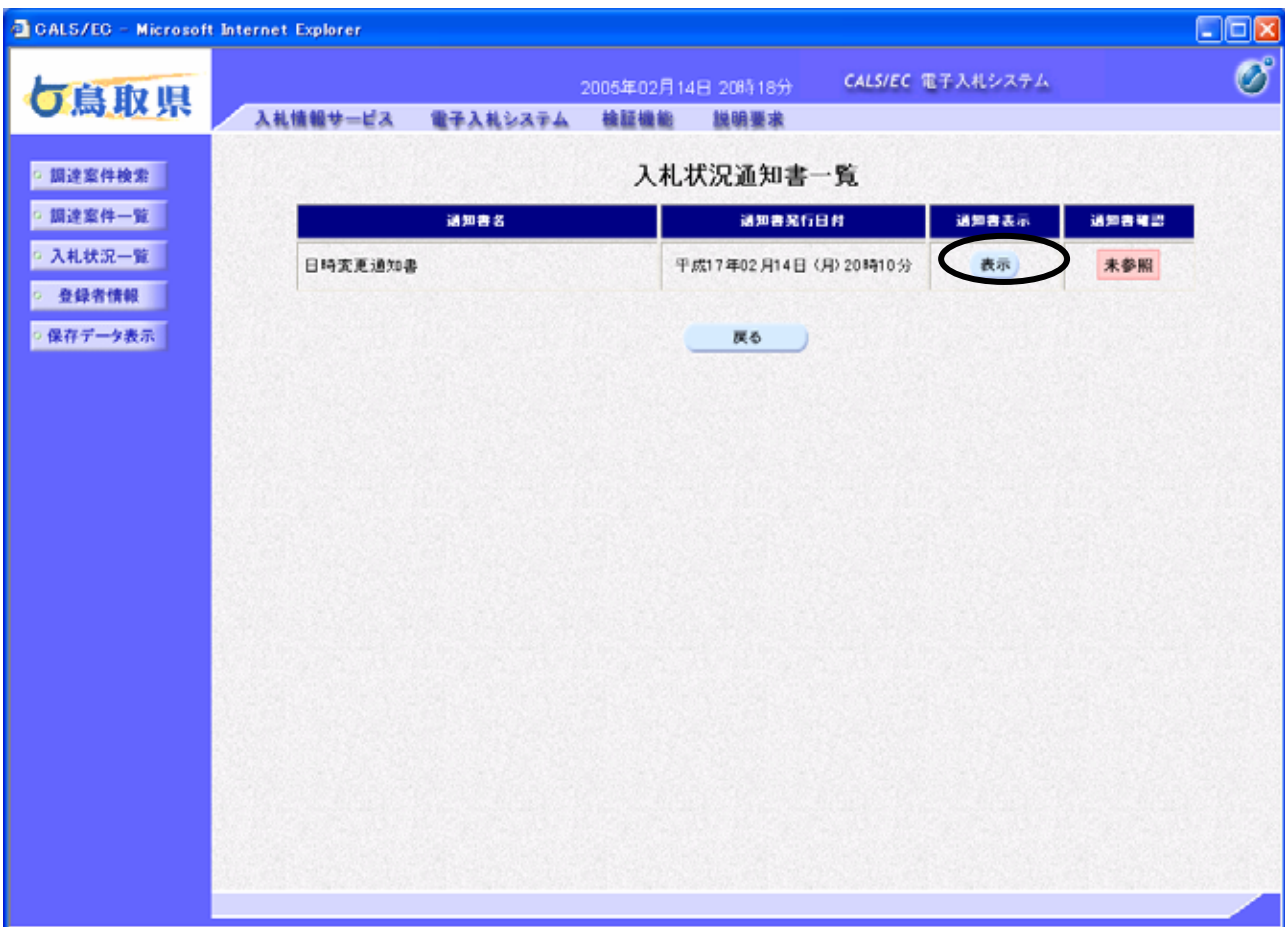 CALS/EC - Microsoft Internet Explorer
鳥取県
2005年02月14日 20時18分
CALS/EC 電子入札システム
入札情報サービス 電子入札システム 検証機能 説明要求
調達案件検索
調達案件一覧
入札状況一覧
登録者情報
保存データ表示
入札状況通知書一覧
通知書名 通知書発行日付 通知書表示 通知書確認
日時変更通知書 平成17年02月14日(月)20時10分 表示 未参照
戻る